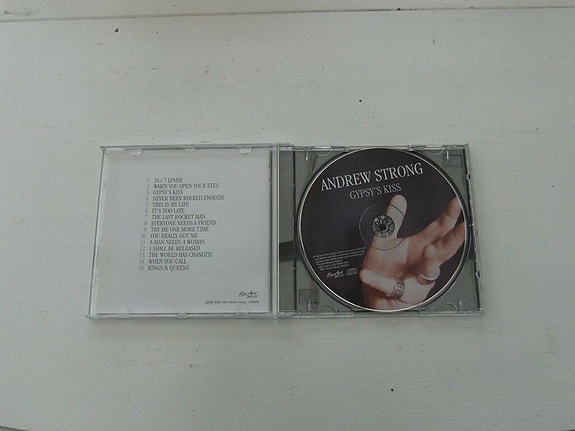 1 24 / 7 LOVER
2 WHEN YOU OPEN YOUR EYES
3 GYPSY'S KISS
4 NEVER BEEN ROCKED ENOUGH
5 THIS IS MY LIFE
6 IT'S TOO LATE
7 THE LAST ROCKET MAN
8 EVERYONE NEEDS A FRIEND
9 TRY ME ONE MORE TIME
10 YOU REALLY GOT ME
11 A MAN NEEDS A WOMAN
12 I SHALL BE RELEASED
13 THE WORLD HAS CHANGED
14 WHEN YOU CALL
15 KINGS & QUEENS
ANDREW STRONG
GYPSY'S KISS